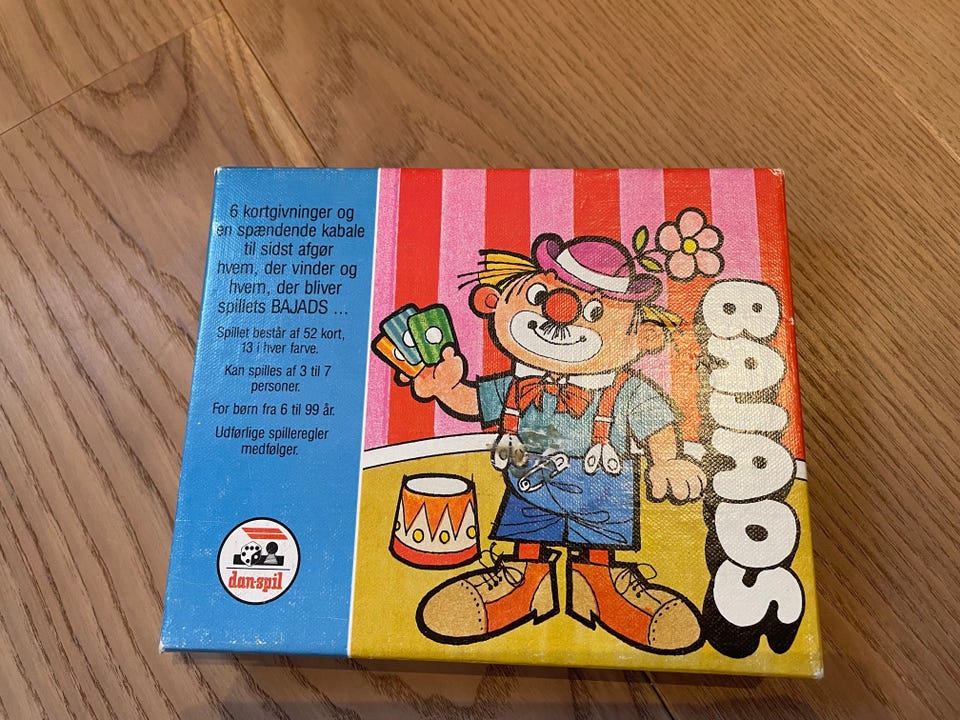 6 kortgivninger og
en spændende kabale
til sidst afgør
hvem, der vinder og
hvem, der bliver
spillets BAJADS ...
Spillet består af 52 kort,
13 i hver farve.
Kan spilles af 3 til 7
personer.
For børn fra 6 til 99 år.
Udførlige spilleregler
medfølger.
dan-spil
BAJADS